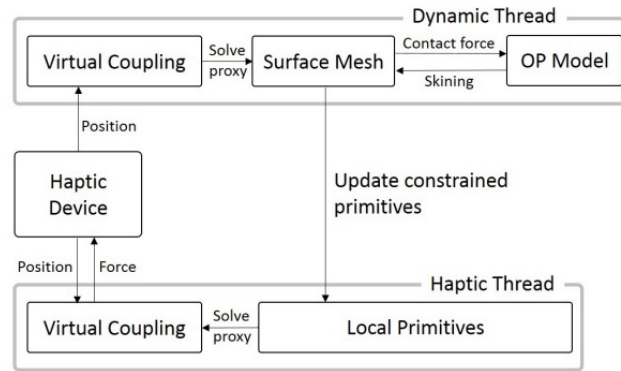 Dynamic Thread
Virtual Coupling
Solve
proxy
Surface Mesh
Contact force
Skining
OP Model
Position
Haptic
Device
Update constrained
primitives
Position
Force
Haptic Thread
Virtual Coupling
Solve
proxy
Local Primitives